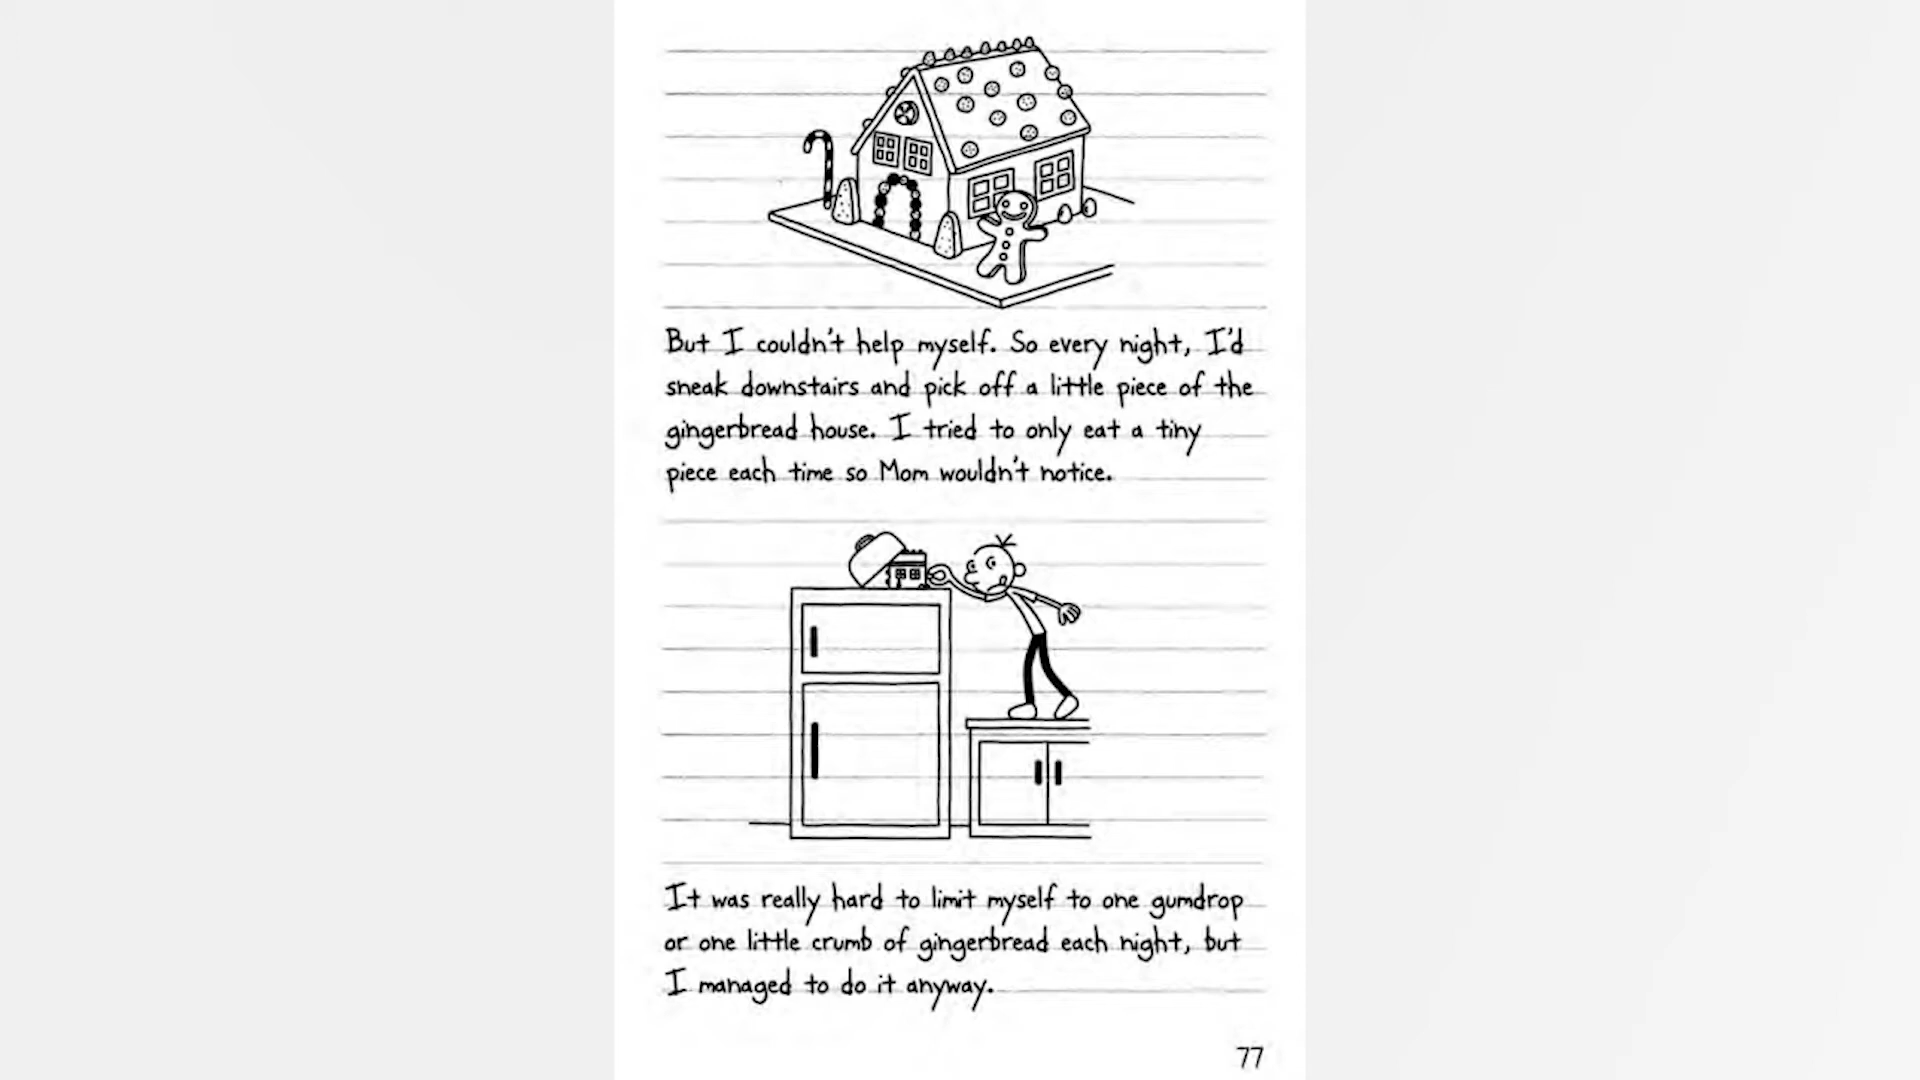 But I couldn't help myself. So every night, I'd
sneak downstairs and pick off a little piece of the
gingerbread house. I tried to only eat a tiny
piece each time so Mom wouldn't notice.
It was really hard to limit myself to one gumdrop
or one little crumb of gingerbread each night, but
I managed to do it anyway.
77